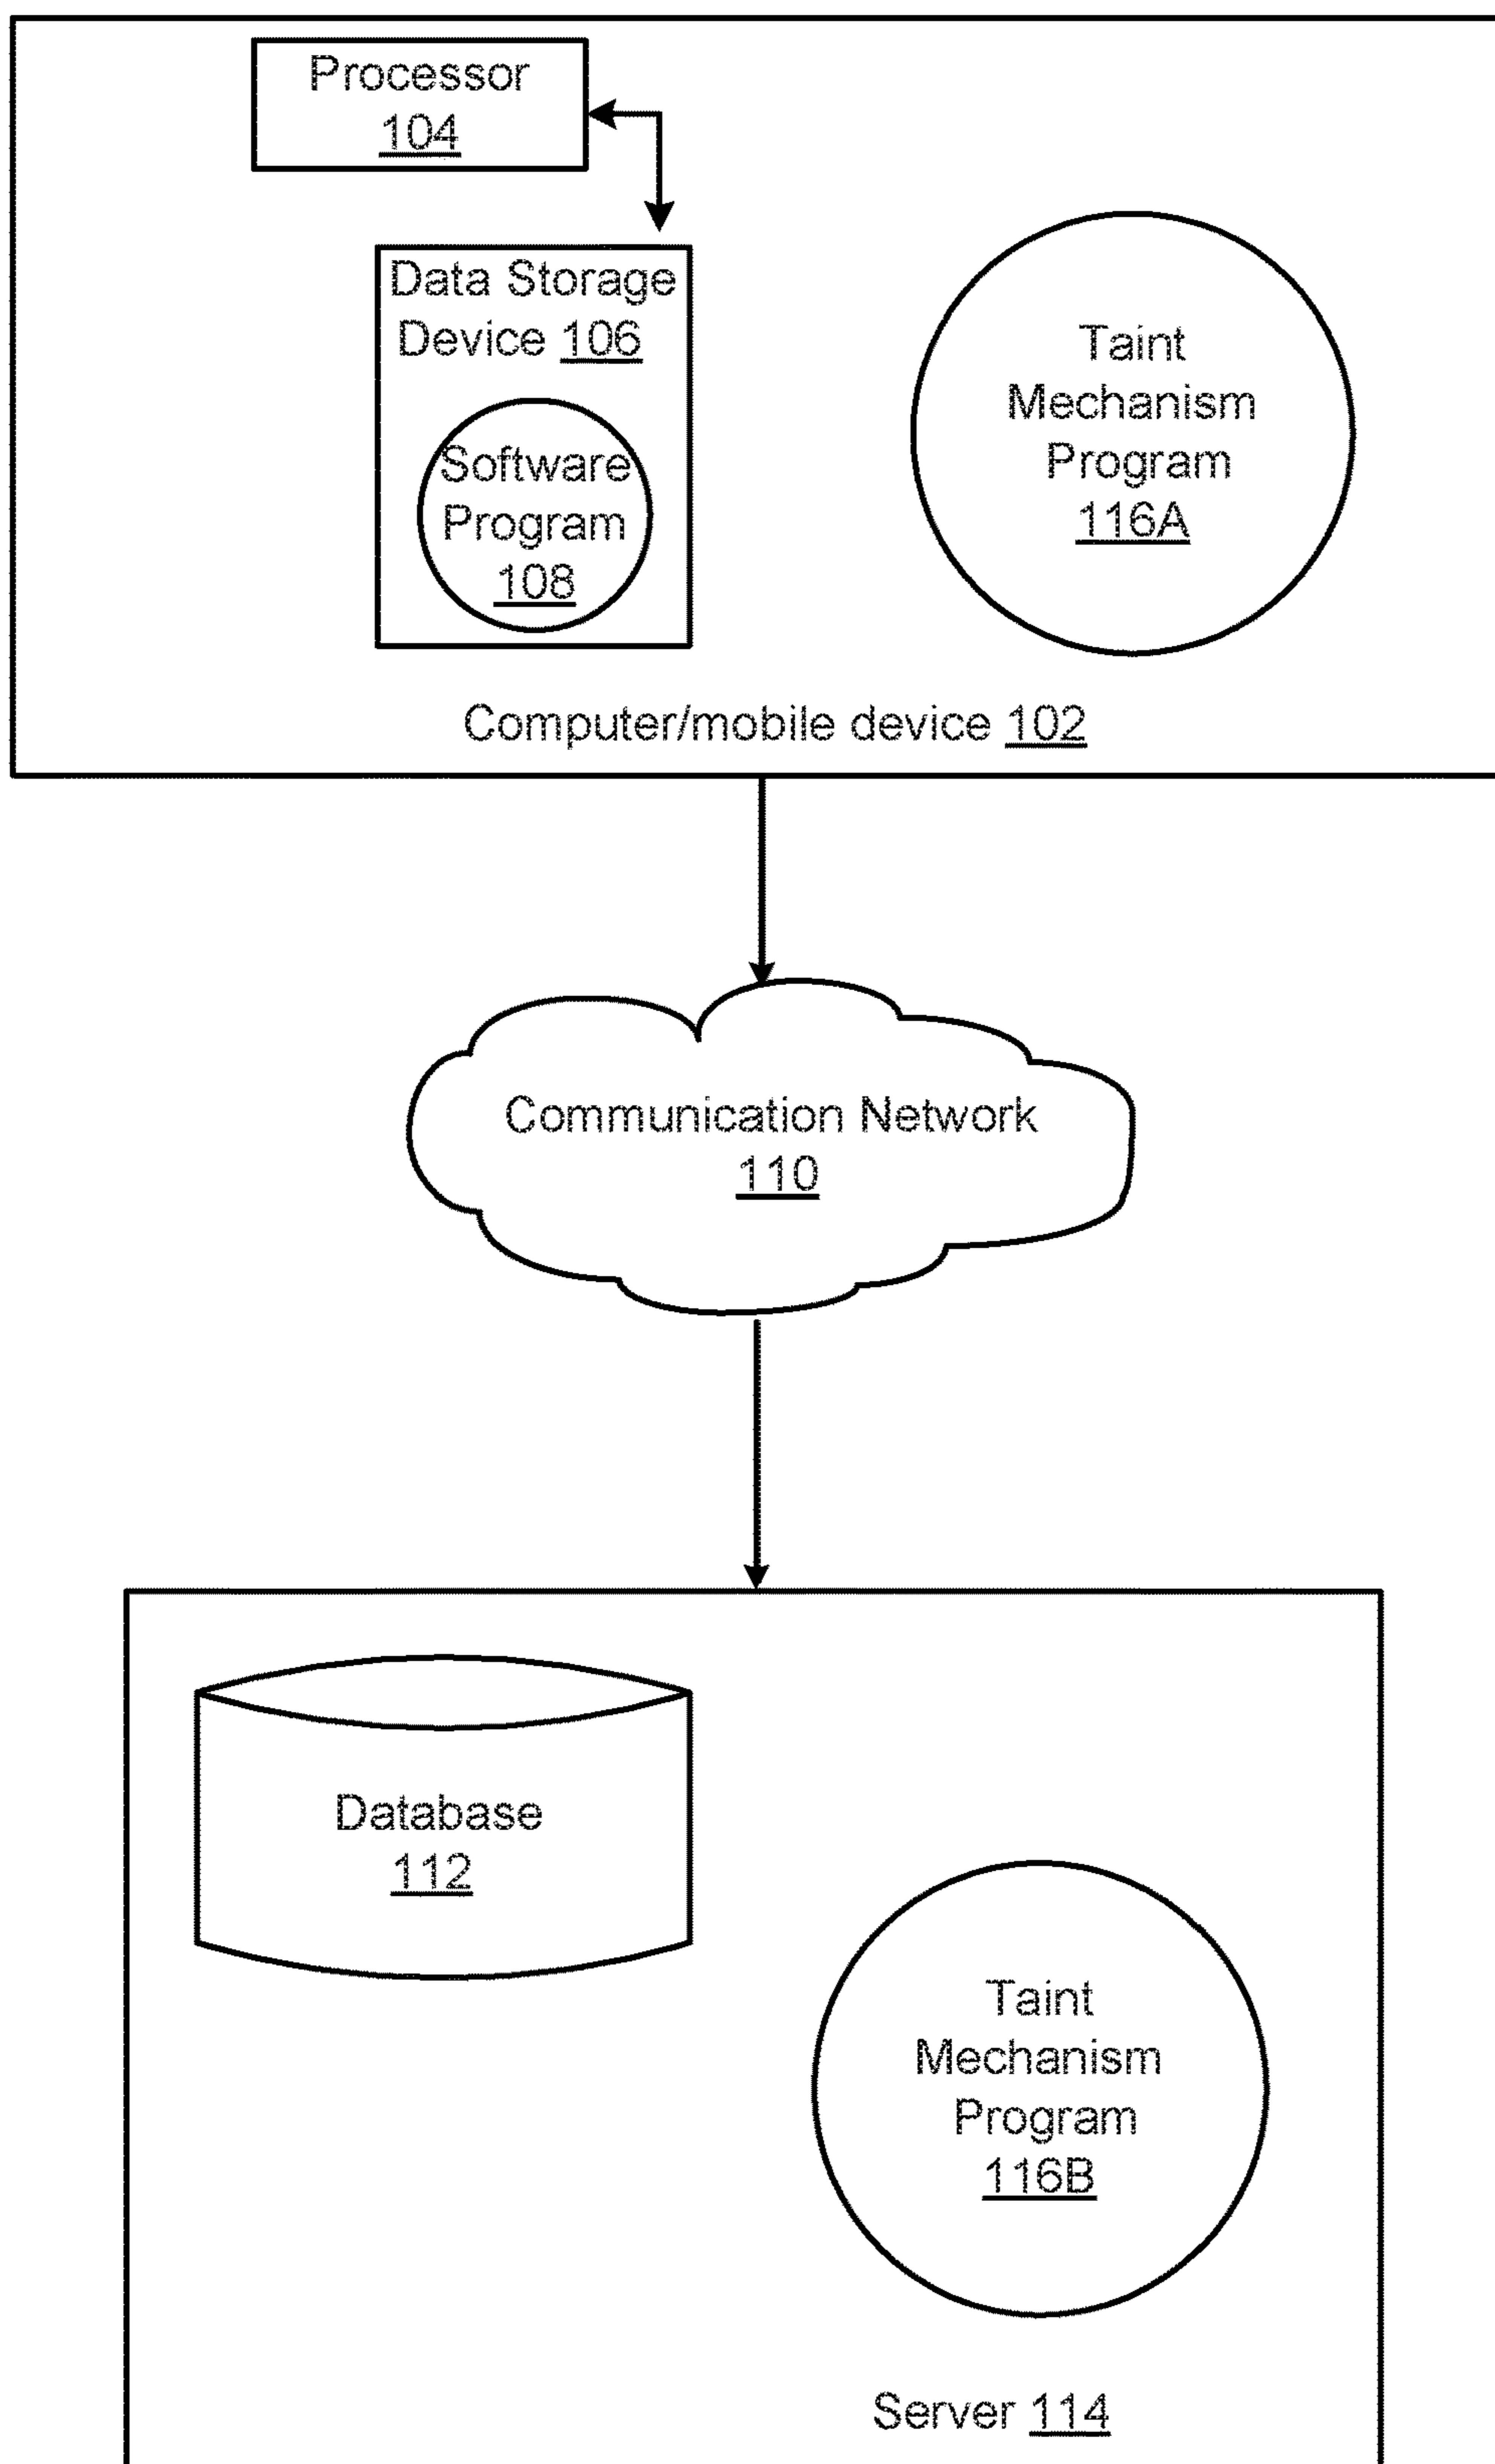 Processor
104
Data Storage
Device 106
Software
Program
108
Taint
Mechanism
Program
116A
Computer/mobile device 102
Communication Network
110
Database
112
Taint
Mechanism
Program
116B
Server 114